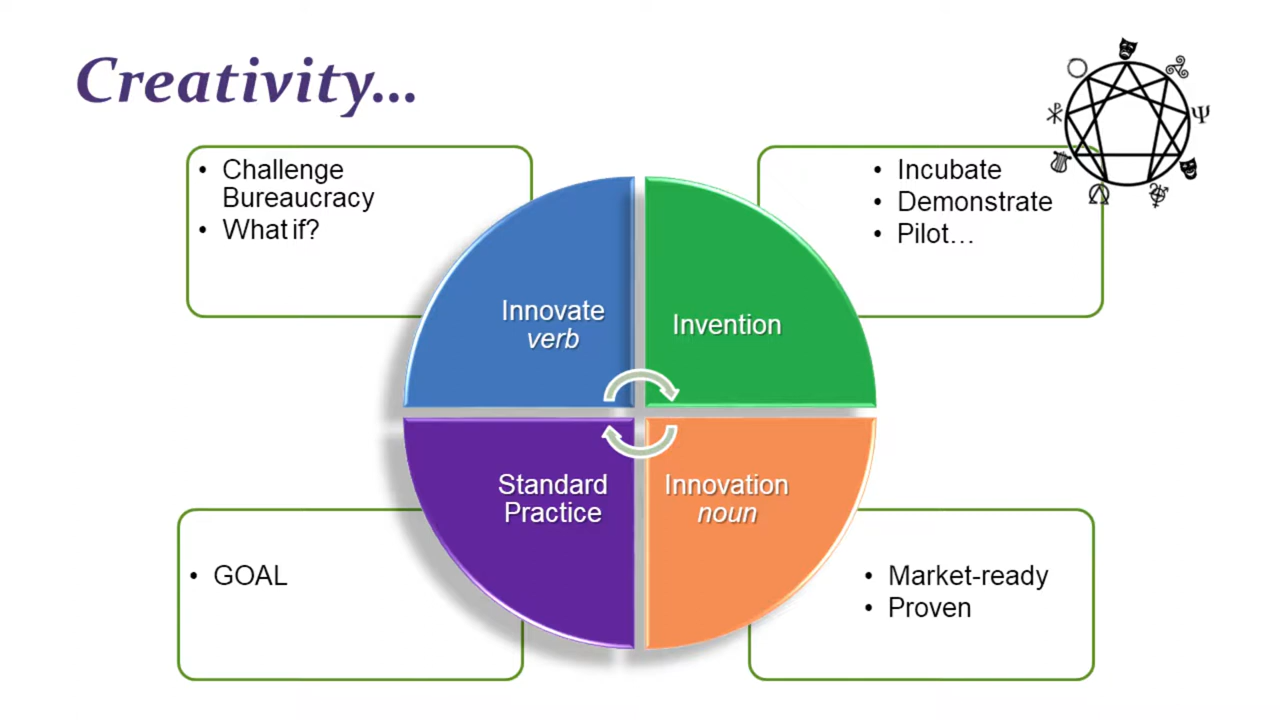 Creativity...
• Challenge
Bureaucracy
• What if?
• Incubate
• Demonstrate
• Pilot…
Innovate
verb
Invention
Standard
Practice
Innovation
noun
• GOAL
• Market-ready
• Proven